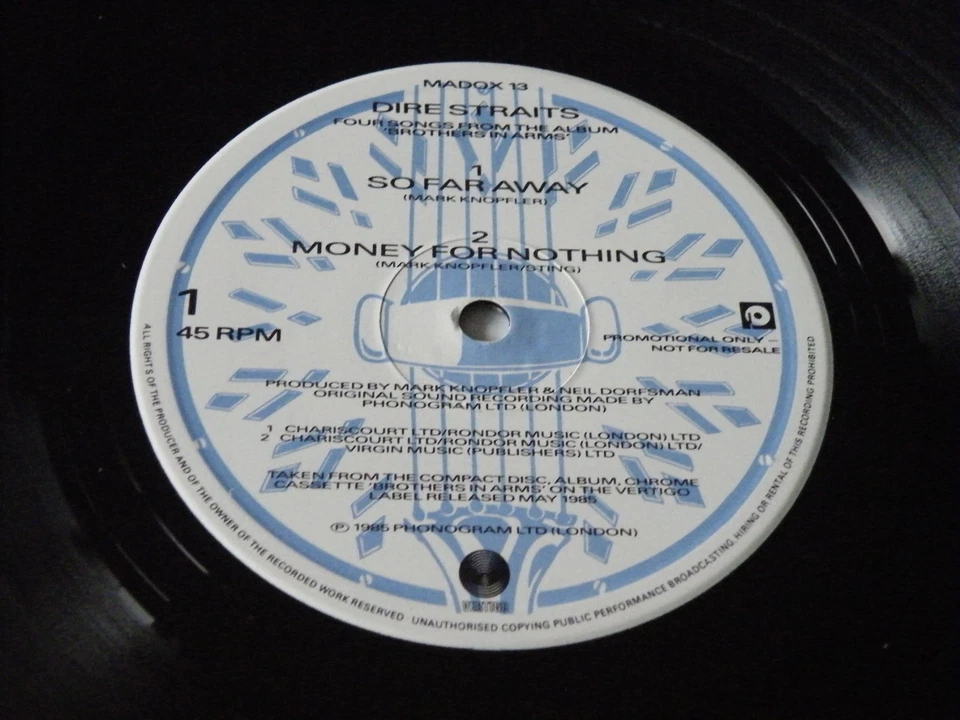 MADOX 13
DIRE STRAITS
FOUR SONGS FROM THE ALBUM
'BROTHERS IN ARMS'
1
SO FAR AWAY
(MARK KNOPFLER)
2
MONEY FOR NOTHING
(MARK KNOPFLER/STING)
1
45 RPM
PROMOTIONAL ONLY –
NOT FOR RESALE
PRODUCED BY MARK KNOPFLER & NEIL DORFSMAN
ORIGINAL SOUND RECORDING MADE BY
PHONOGRAM LTD (LONDON)
1 CHARISCOURT LTD/RONDOR MUSIC (LONDON) LTD
2 CHARISCOURT LTD/RONDOR MUSIC (LONDON) LTD/
VIRGIN MUSIC (PUBLISHERS) LTD
TAKEN FROM THE COMPACT DISC, ALBUM, CHROME
CASSETTE 'BROTHERS IN ARMS' ON THE VERTIGO
LABEL RELEASED MAY 1985
℗ 1985 PHONOGRAM LTD (LONDON)
VERTIGO
ALL RIGHTS OF THE PRODUCER AND OF THE OWNER OF THE RECORDED WORK RESERVED UNAUTHORISED COPYING PUBLIC PERFORMANCE BROADCASTING, HIRING OR RENTAL OF THIS RECORDING PROHIBITED